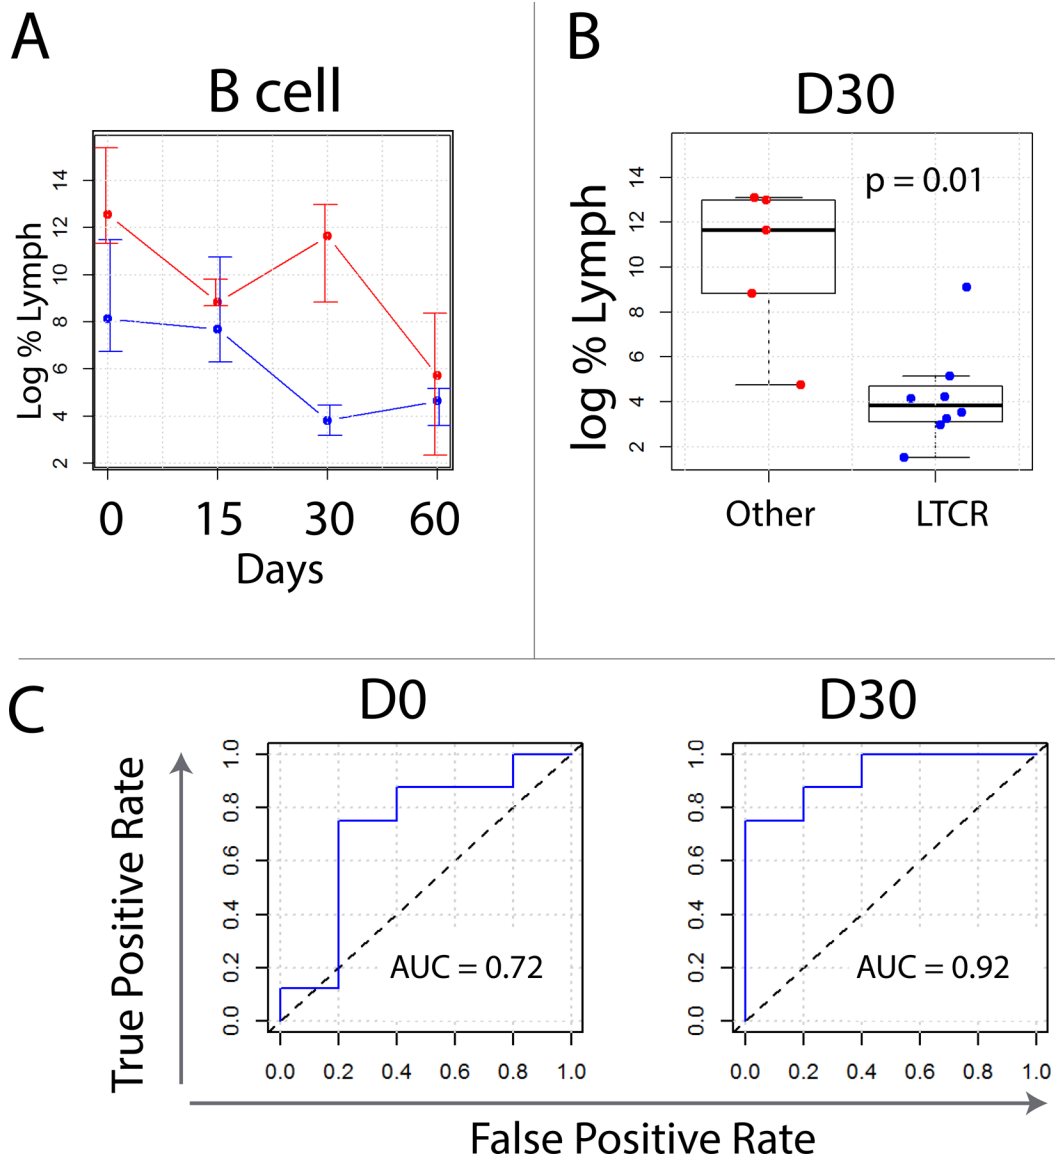 A
B cell
Log % Lymph
14
12
10
8
6
4
2
0 15 30 60
Days
B
D30
log % Lymph
14
12
10
8
6
4
2
p = 0.01
Other LTCR
C
D0
True Positive Rate
1.0
0.8
0.6
0.4
0.2
0.0
AUC = 0.72
0.0 0.2 0.4 0.6 0.8 1.0
D30
1.0
0.8
0.6
0.4
0.2
0.0
AUC = 0.92
0.0 0.2 0.4 0.6 0.8 1.0
False Positive Rate